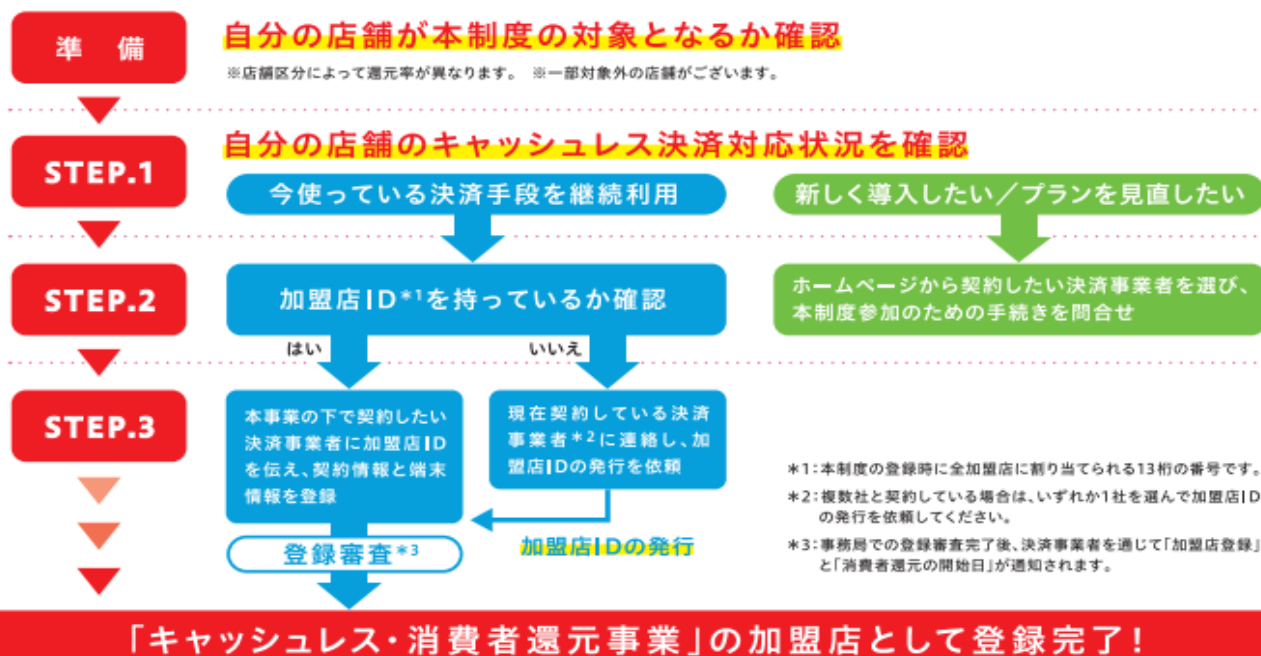 準 備
自分の店舗が本制度の対象となるか確認
※店舗区分によって還元率が異なります。 ※一部対象外の店舗がございます。
STEP.1
自分の店舗のキャッシュレス決済対応状況を確認
今使っている決済手段を継続利用
新しく導入したい／プランを見直したい
STEP.2
加盟店ID*1を持っているか確認
ホームページから契約したい決済事業者を選び、
本制度参加のための手続きを問合せ
はい
いいえ
STEP.3
本事業の下で契約したい
決済事業者に加盟店ID
を伝え、契約情報と端末
情報を登録
現在契約している決済
事業者*2に連絡し、加
盟店IDの発行を依頼
登録審査*3
加盟店IDの発行
*1：本制度の登録時に全加盟店に割り当てられる13桁の番号です。
*2：複数社と契約している場合は、いずれか1社を選んで加盟店ID
の発行を依頼してください。
*3：事務局での登録審査完了後、決済事業者を通じて「加盟店登録」
と「消費者還元の開始日」が通知されます。
「キャッシュレス・消費者還元事業」の加盟店として登録完了！